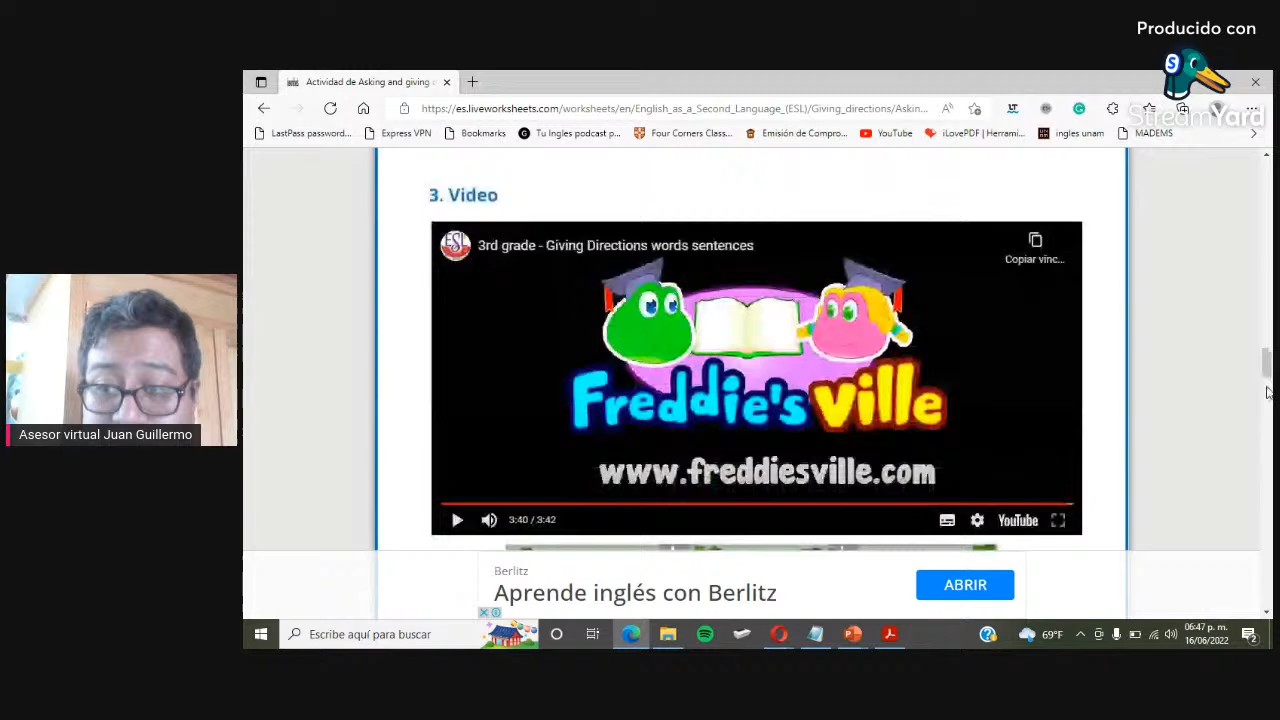 Producido con
StreamYard
Actividad de Asking and giving
https://es.liveworksheets.com/worksheets/en/English_as_a_Second_Language_(ESL)/Giving_directions/Askin...
LastPass password... Express VPN Bookmarks Tu Ingles podcast p... Four Corners Class... Emisión de Compro... YouTube iLovePDF | Herrami... ingles unam MADEMS
3. Video
ESL 3rd grade - Giving Directions words sentences
Copiar vínc...
Freddie's Ville
www.freddiesville.com
3:40 / 3:42 YouTube
Asesor virtual Juan Guillermo
Berlitz
Aprende inglés con Berlitz
ABRIR
Escribe aquí para buscar
69°F
06:47 p. m.
16/06/2022
2